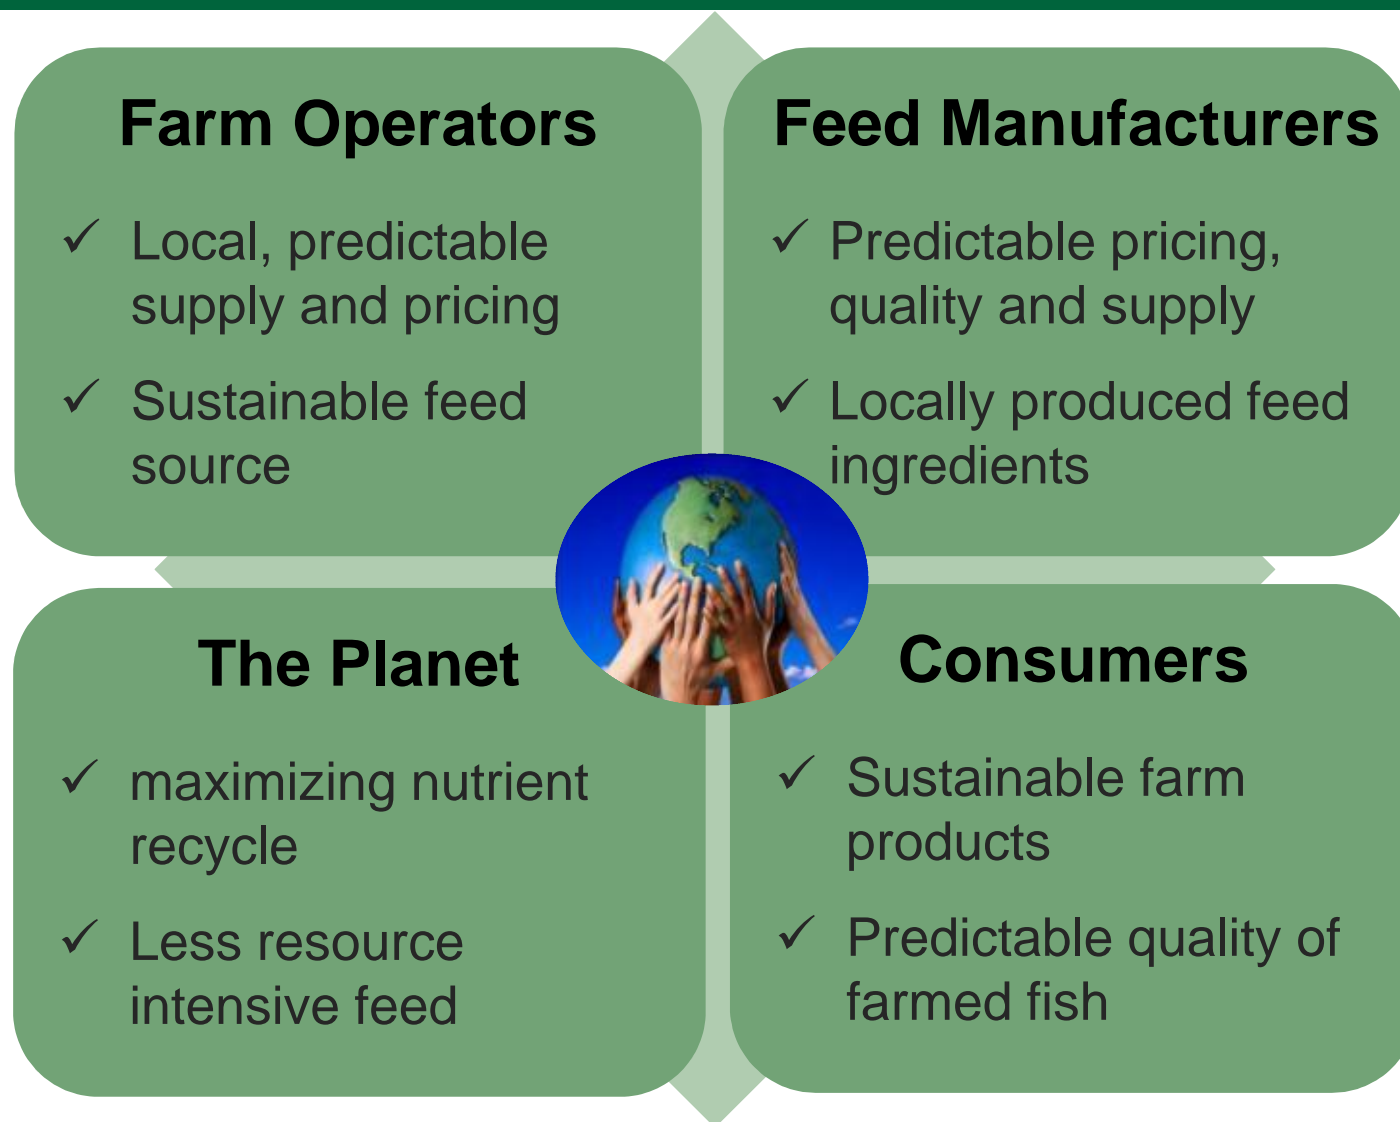 Farm Operators
✓ Local, predictable
supply and pricing
✓ Sustainable feed
source
Feed Manufacturers
✓ Predictable pricing,
quality and supply
✓ Locally produced feed
ingredients
The Planet
✓ maximizing nutrient
recycle
✓ Less resource
intensive feed
Consumers
✓ Sustainable farm
products
✓ Predictable quality of
farmed fish